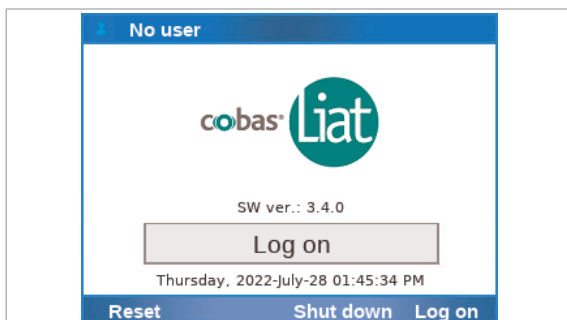 No user
cobas®
Liat
SW ver.: 3.4.0
Log on
Thursday, 2022-July-28 01:45:34 PM
Reset Shut down Log on